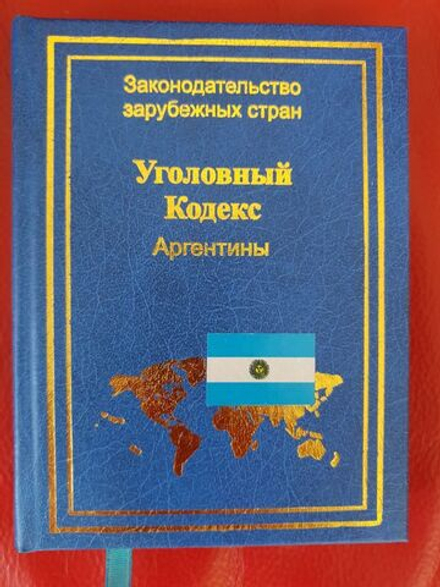 Законодательство
зарубежных стран
Уголовный
Кодекс
Аргентины